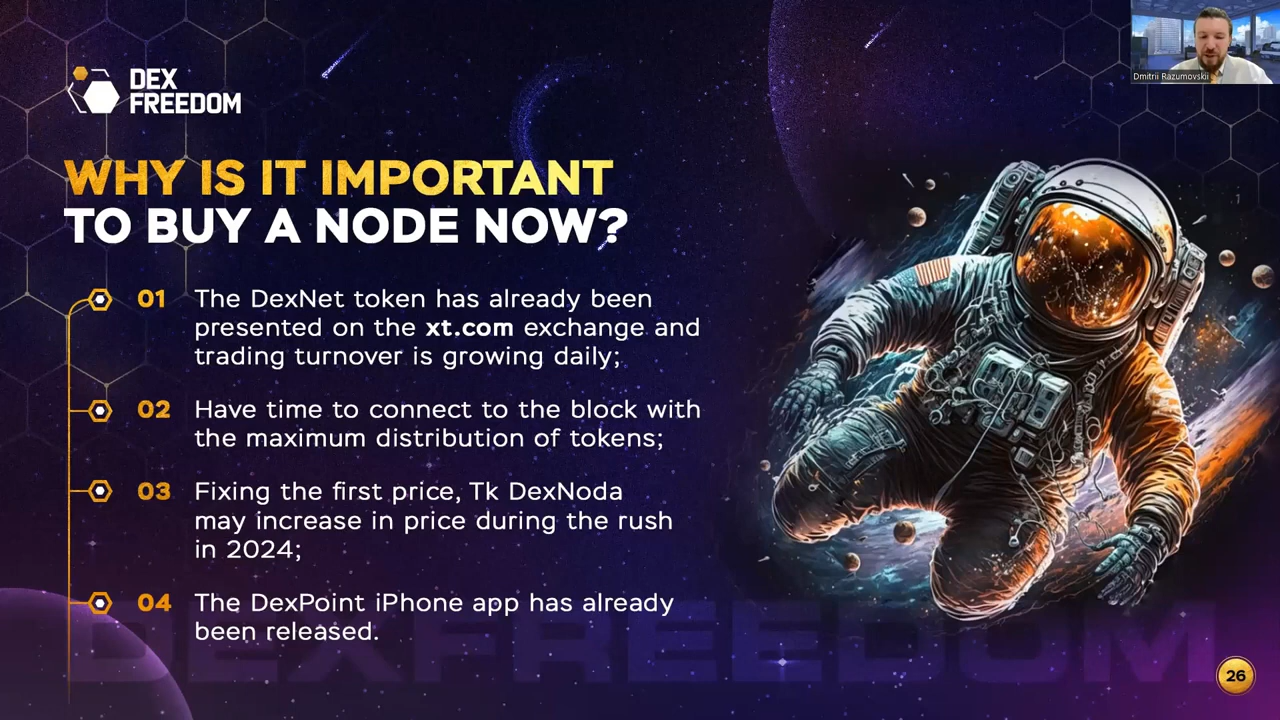 DEX
FREEDOM
Dmitrii Razumovskii
WHY IS IT IMPORTANT
TO BUY A NODE NOW?
01 The DexNet token has already been
presented on the xt.com exchange and
trading turnover is growing daily;
02 Have time to connect to the block with
the maximum distribution of tokens;
03 Fixing the first price, Tk DexNoda
may increase in price during the rush
in 2024;
04 The DexPoint iPhone app has already
been released.
DEXFREEDOM
26